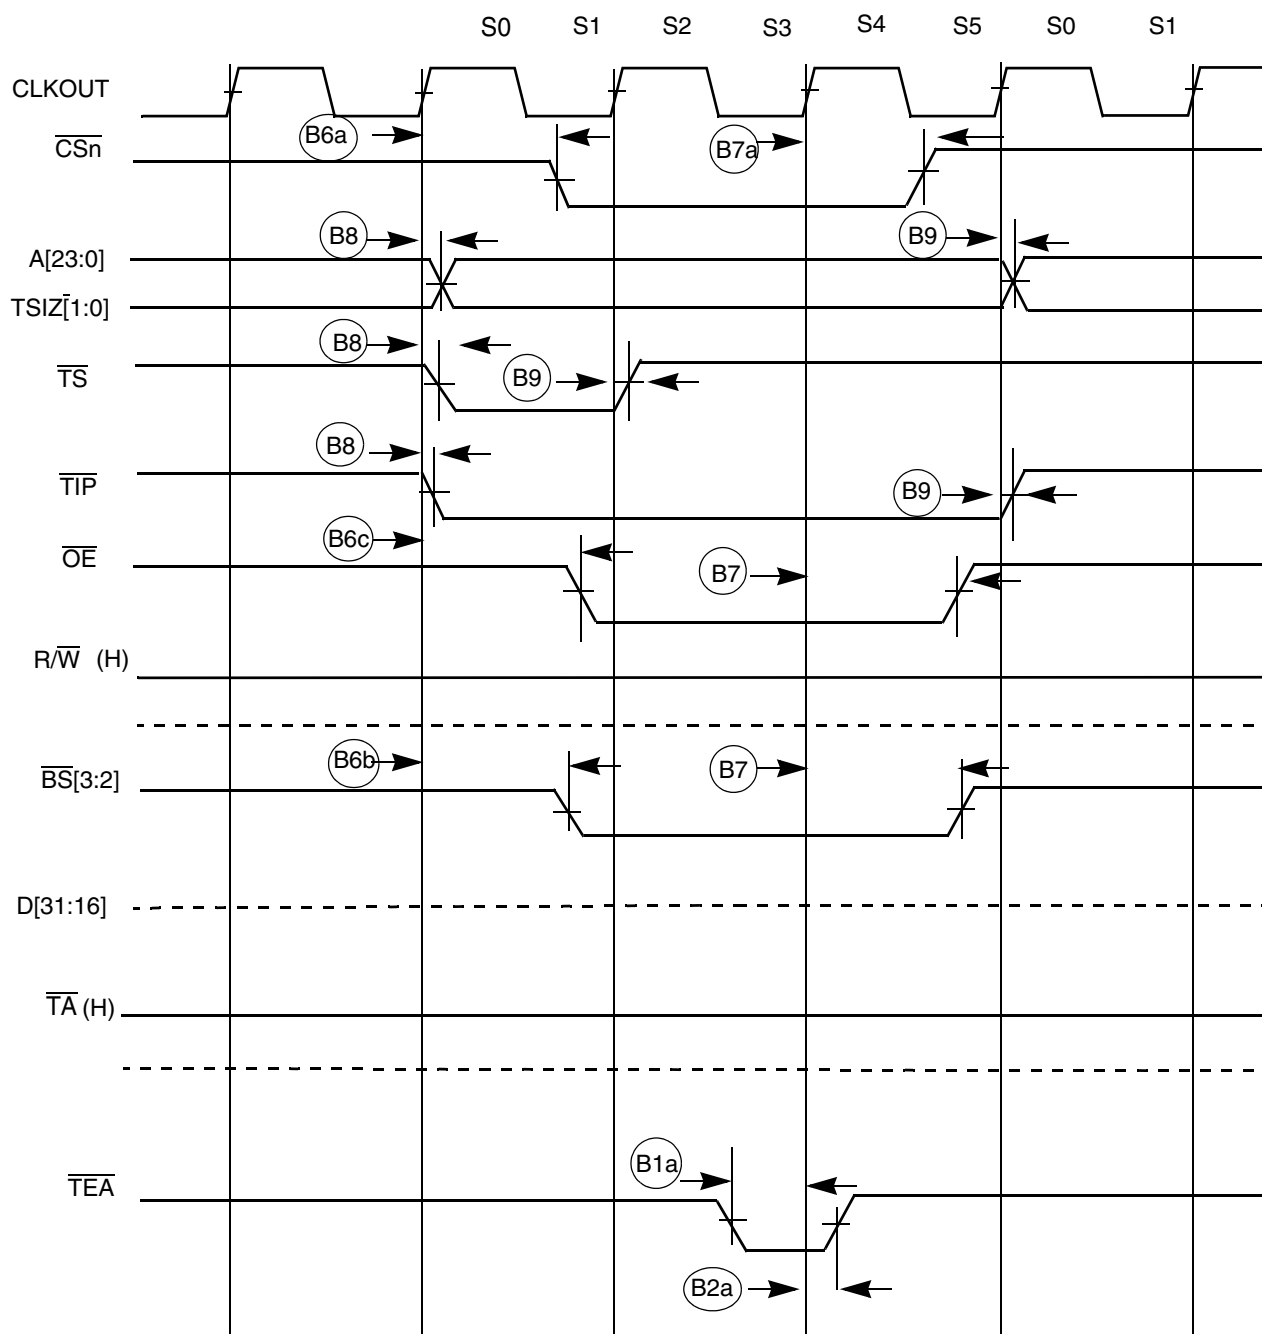 S0 S1 S2 S3 S4 S5 S0 S1
CLKOUT
B6a
CSn
B7a
B8
B9
A[23:0]
TSIZ[1:0]
B8
TS
B9
B8
TIP
B9
B6c
OE
B7
R/W (H)
B6b
BS[3:2]
B7
D[31:16]
TA (H)
B1a
TEA
B2a